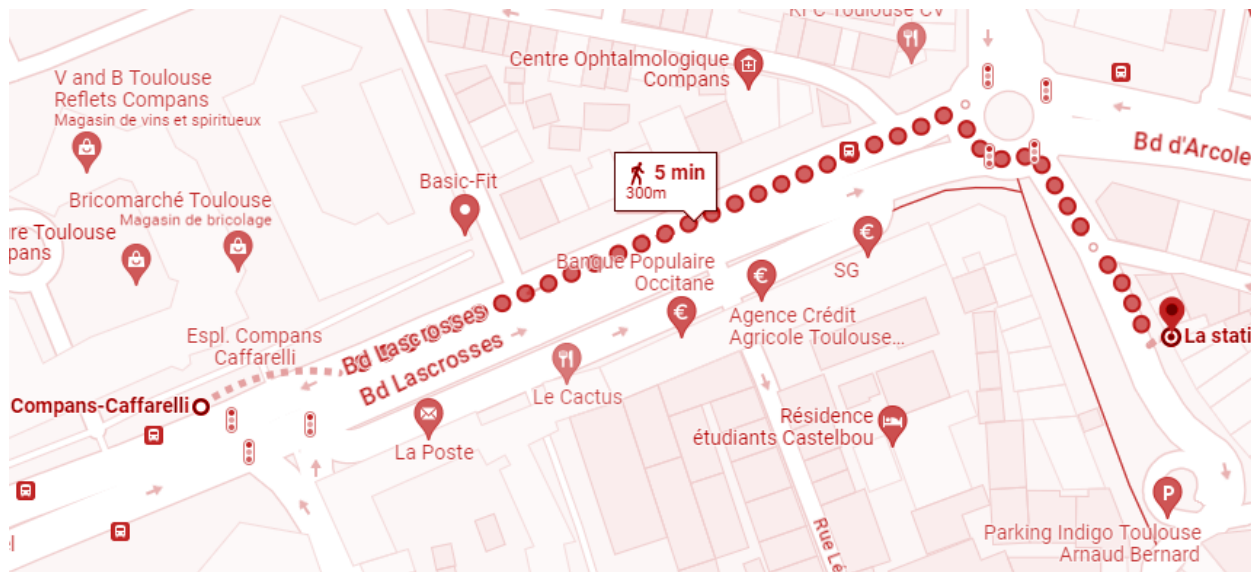 KFC Toulouse CV
Centre Ophtalmologique
Compans
V and B Toulouse
Reflets Compans
Magasin de vins et spiritueux
Bd d'Arcole
5 min
300m
Basic-Fit
Bricomarché Toulouse
Magasin de bricolage
re Toulouse
pans
Banque Populaire
Occitane
SG
Agence Crédit
Agricole Toulouse...
Espl. Compans
Caffarelli
Bd Lascrosses
Bd Lascrosses
La stati
Compans-Caffarelli
Le Cactus
La Poste
Résidence
étudiants Castelbou
P
Parking Indigo Toulouse
Arnaud Bernard
Rue Lé